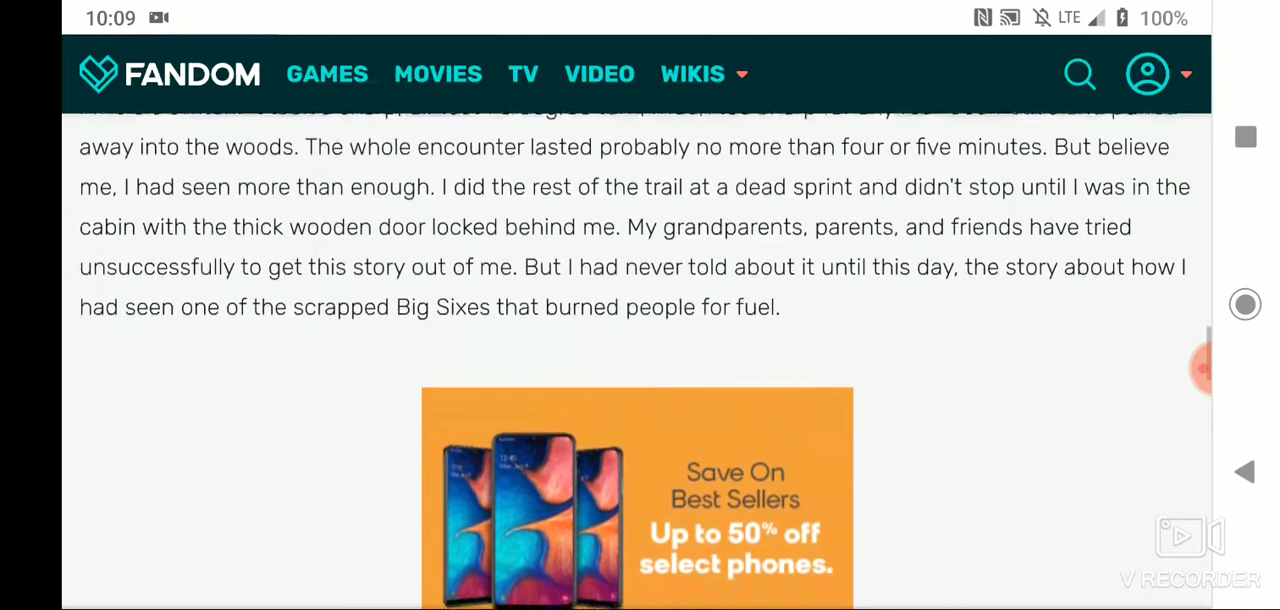 10:09 LTE 100%
FANDOM GAMES MOVIES TV VIDEO WIKIS
away into the woods. The whole encounter lasted probably no more than four or five minutes. But believe
me, I had seen more than enough. I did the rest of the trail at a dead sprint and didn't stop until I was in the
cabin with the thick wooden door locked behind me. My grandparents, parents, and friends have tried
unsuccessfully to get this story out of me. But I had never told about it until this day, the story about how I
had seen one of the scrapped Big Sixes that burned people for fuel.
Save On
Best Sellers
Up to 50% off
select phones.
V RECORDER